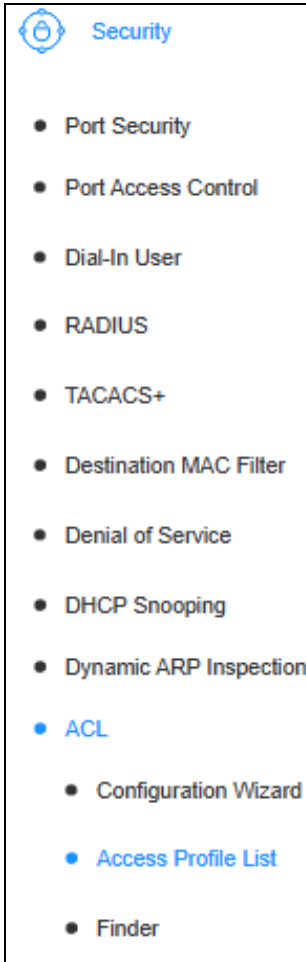 Security
Port Security
Port Access Control
Dial-In User
RADIUS
TACACS+
Destination MAC Filter
Denial of Service
DHCP Snooping
Dynamic ARP Inspection
ACL
Configuration Wizard
Access Profile List
Finder